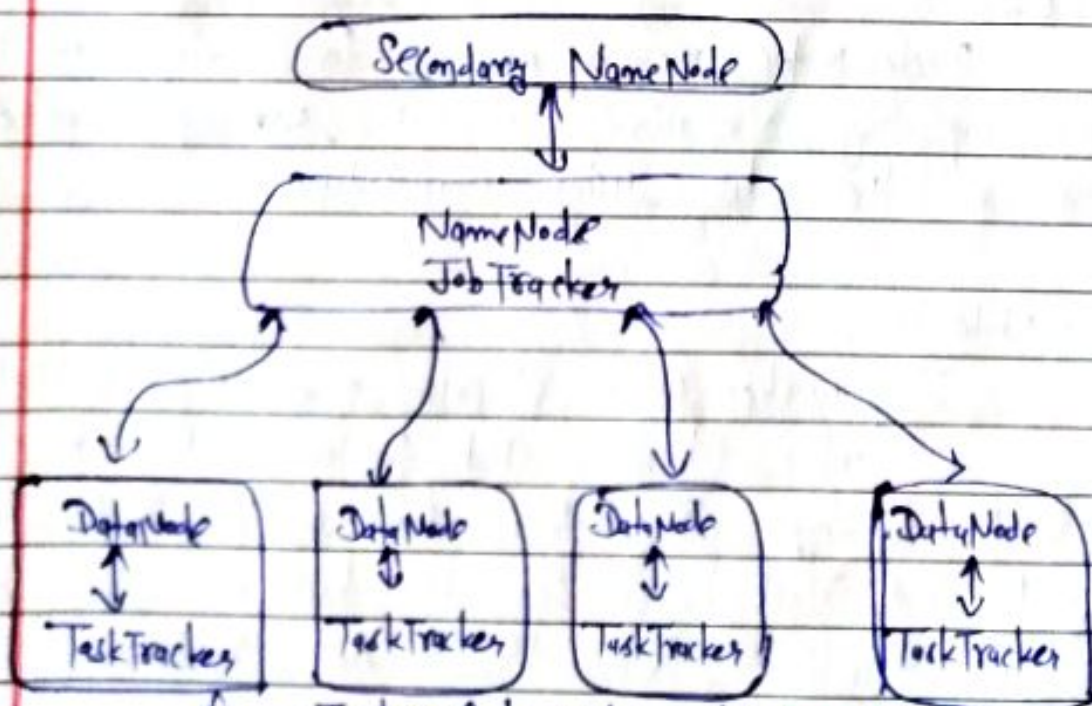 Secondary NameNode
NameNode
JobTracker
DataNode
TaskTracker
DataNode
TaskTracker
DataNode
TaskTracker
DataNode
TaskTracker